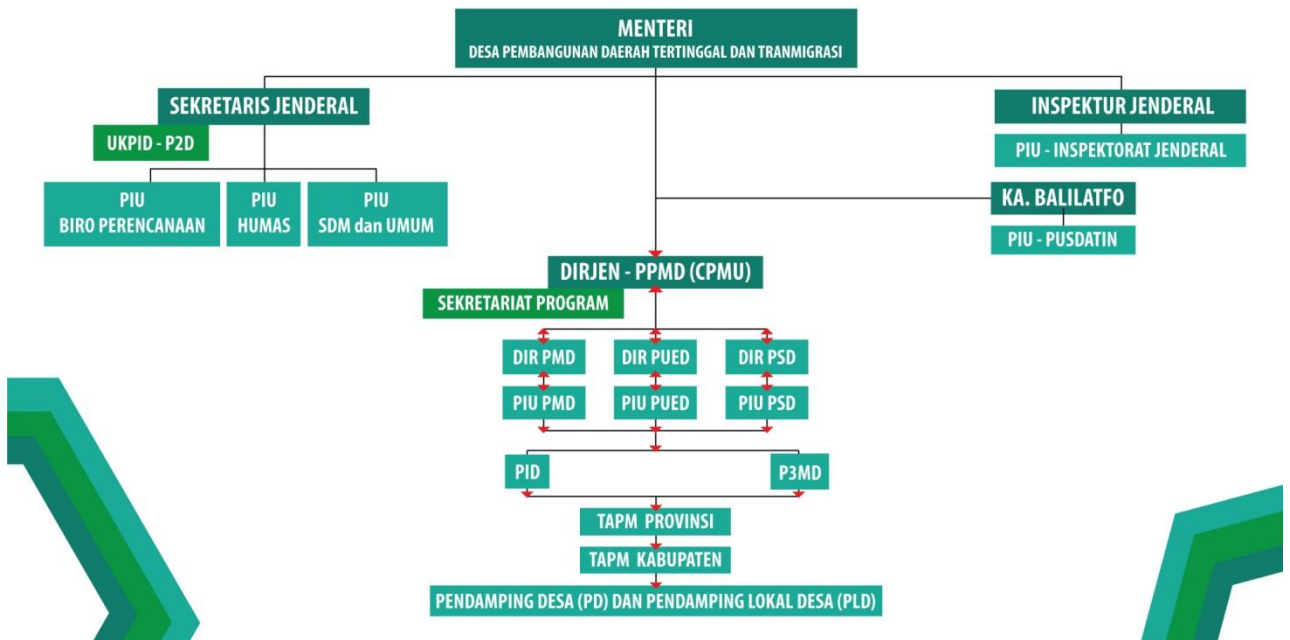 MENTERI
DESA PEMBANGUNAN DAERAH TERTINGGAL DAN TRANMIGRASI
SEKRETARIS JENDERAL
INSPEKTUR JENDERAL
UKPID - P2D
PIU - INSPEKTORAT JENDERAL
PIU
BIRO PERENCANAAN
PIU
HUMAS
PIU
SDM dan UMUM
KA. BALILATFO
PIU - PUSDATIN
DIRJEN - PPMD (CPMU)
SEKRETARIAT PROGRAM
DIR PMD
DIR PUED
DIR PSD
PIU PMD
PIU PUED
PIU PSD
PID
P3MD
TAPM PROVINSI
TAPM KABUPATEN
PENDAMPING DESA (PD) DAN PENDAMPING LOKAL DESA (PLD)